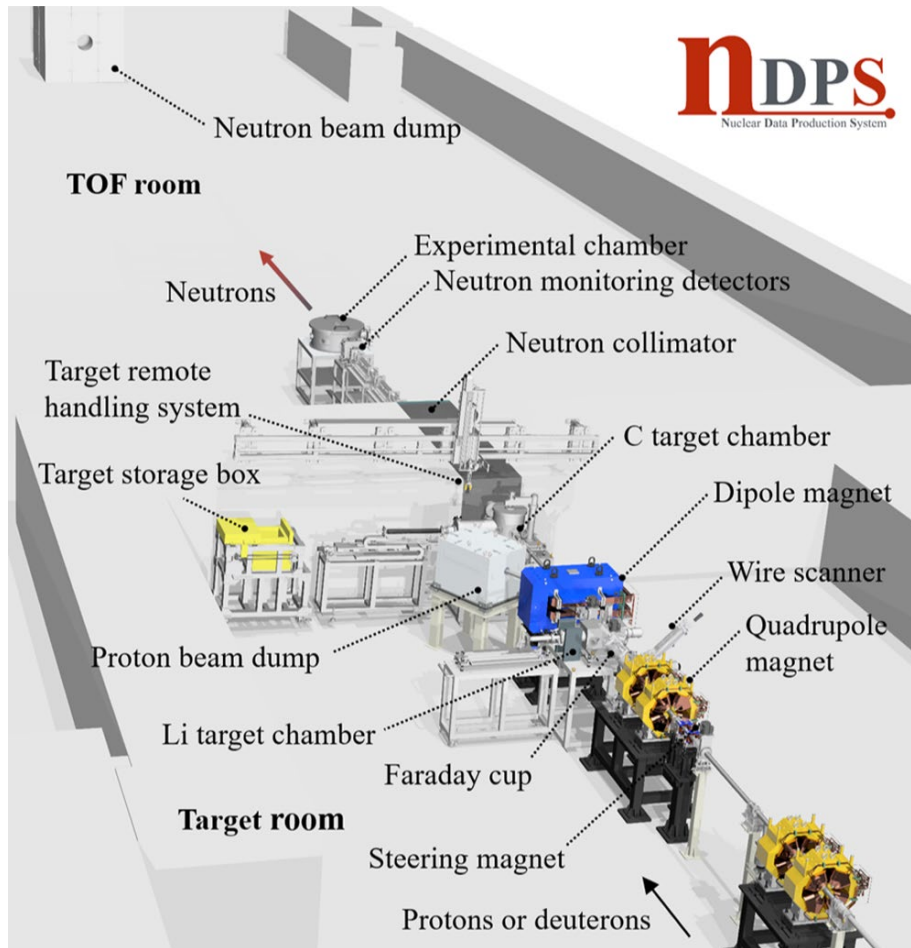 nDPS
Nuclear Data Production System
Neutron beam dump
TOF room
Experimental chamber
Neutron monitoring detectors
Neutrons
Neutron collimator
Target remote
handling system
C target chamber
Target storage box
Dipole magnet
Wire scanner
Quadrupole
magnet
Proton beam dump
Li target chamber
Faraday cup
Target room
Steering magnet
Protons or deuterons